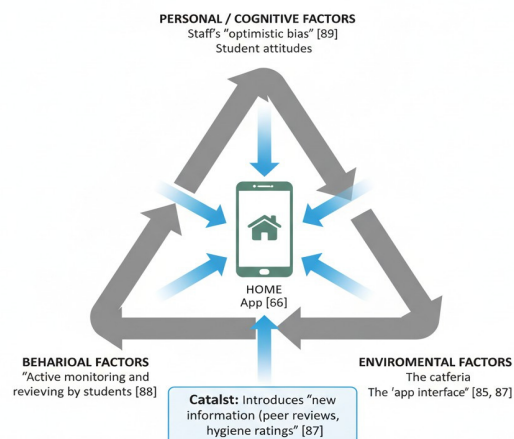 PERSONAL / COGNITIVE FACTORS
Staff's “optimistic bias” [89]
Student attitudes
HOME
App [66]
BEHARIOAL FACTORS
“Active monitoring and
revieving by students [88]
ENVIROMENTAL FACTORS
The catferia
The 'app interface” [85, 87]
Catalst: Introduces “new
information (peer reviews,
hygiene ratings” [87]